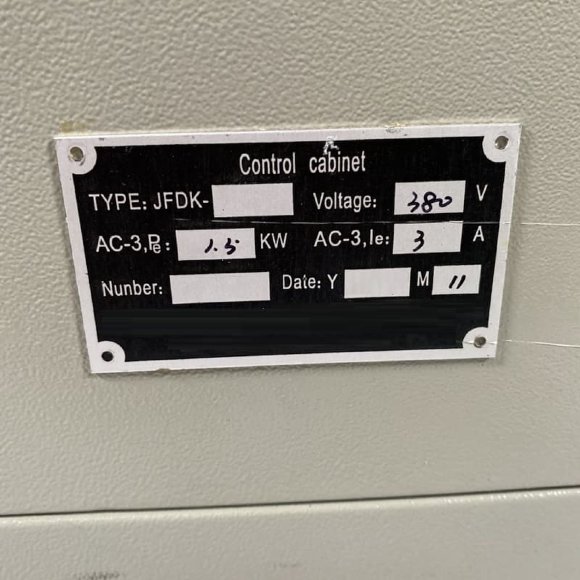 Control cabinet
TYPE: JFDK- Voltage: 380 V
AC-3,Pe: 1.5 KW AC-3,Ie: 3 A
Nunber: Date: Y M 11